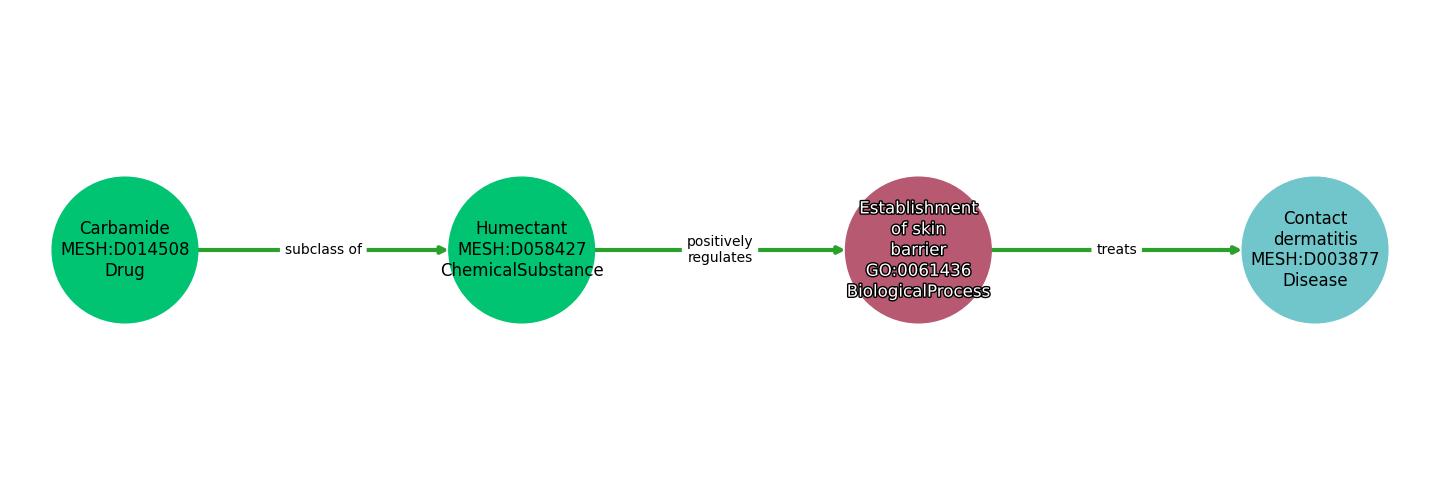 Carbamide
MESH:D014508
Drug
subclass of
Humectant
MESH:D058427
ChemicalSubstance
positively
regulates
Establishment
of skin
barrier
GO:0061436
BiologicalProcess
treats
Contact
dermatitis
MESH:D003877
Disease